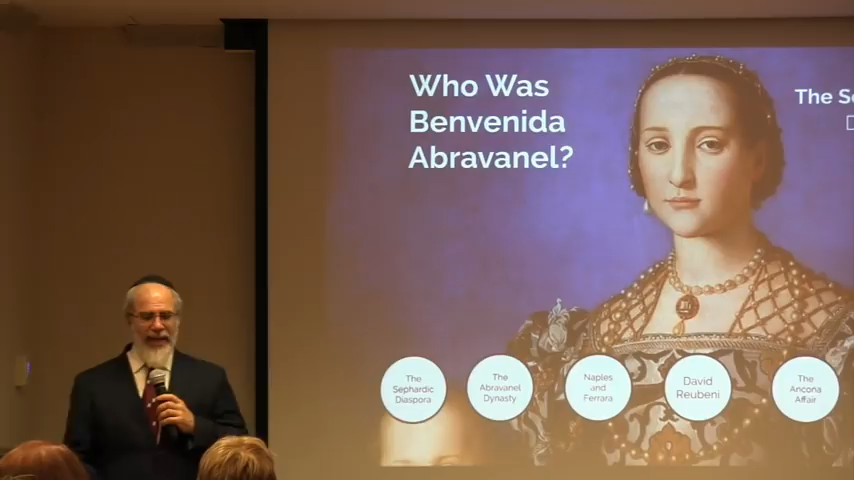 Who Was
Benvenida
Abravanel?
The
The
Sephardic
Diaspora
The
Abravanel
Dynasty
Naples
and
Ferrara
David
Reubeni
The
Ancona
Affair